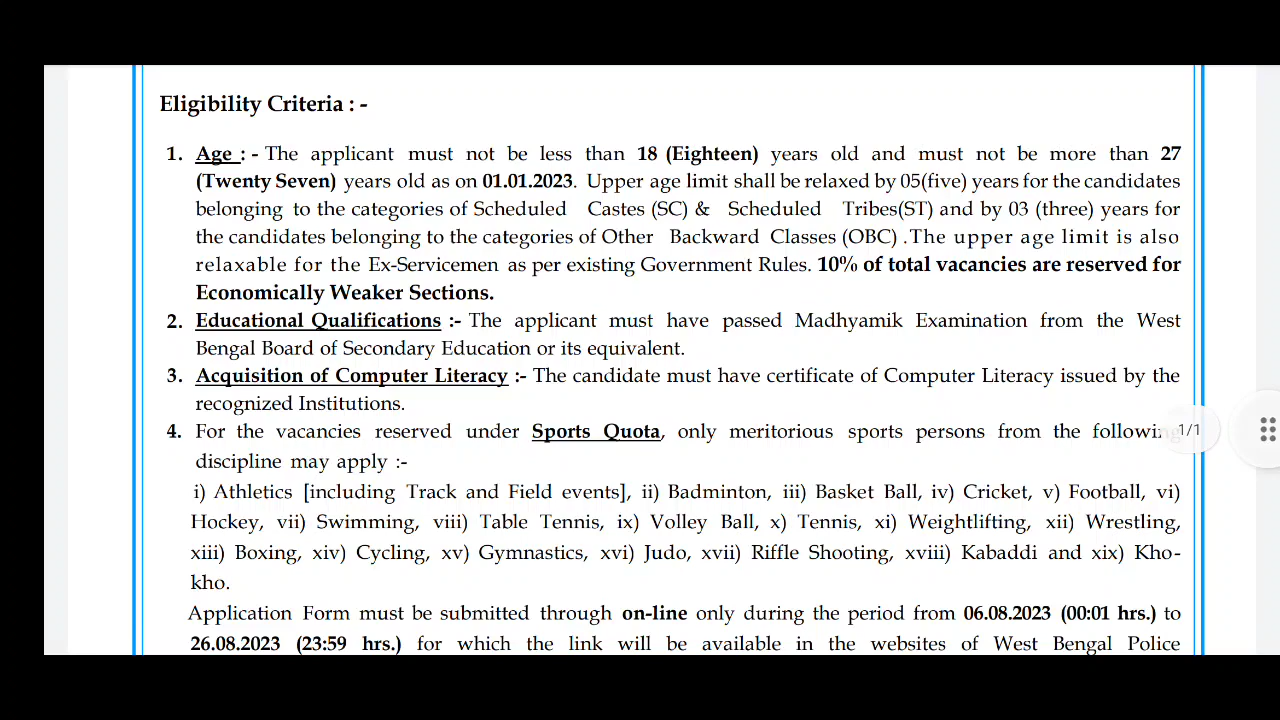 Eligibility Criteria : -
1. Age : - The applicant must not be less than 18 (Eighteen) years old and must not be more than 27
(Twenty Seven) years old as on 01.01.2023. Upper age limit shall be relaxed by 05(five) years for the candidates
belonging to the categories of Scheduled Castes (SC) & Scheduled Tribes(ST) and by 03 (three) years for
the candidates belonging to the categories of Other Backward Classes (OBC) .The upper age limit is also
relaxable for the Ex-Servicemen as per existing Government Rules. 10% of total vacancies are reserved for
Economically Weaker Sections.
2. Educational Qualifications :- The applicant must have passed Madhyamik Examination from the West
Bengal Board of Secondary Education or its equivalent.
3. Acquisition of Computer Literacy :- The candidate must have certificate of Computer Literacy issued by the
recognized Institutions.
4. For the vacancies reserved under Sports Quota, only meritorious sports persons from the following
1/1
discipline may apply :-
i) Athletics [including Track and Field events], ii) Badminton, iii) Basket Ball, iv) Cricket, v) Football, vi)
Hockey, vii) Swimming, viii) Table Tennis, ix) Volley Ball, x) Tennis, xi) Weightlifting, xii) Wrestling,
xiii) Boxing, xiv) Cycling, xv) Gymnastics, xvi) Judo, xvii) Riffle Shooting, xviii) Kabaddi and xix) Kho-
kho.
Application Form must be submitted through on-line only during the period from 06.08.2023 (00:01 hrs.) to
26.08.2023 (23:59 hrs.) for which the link will be available in the websites of West Bengal Police